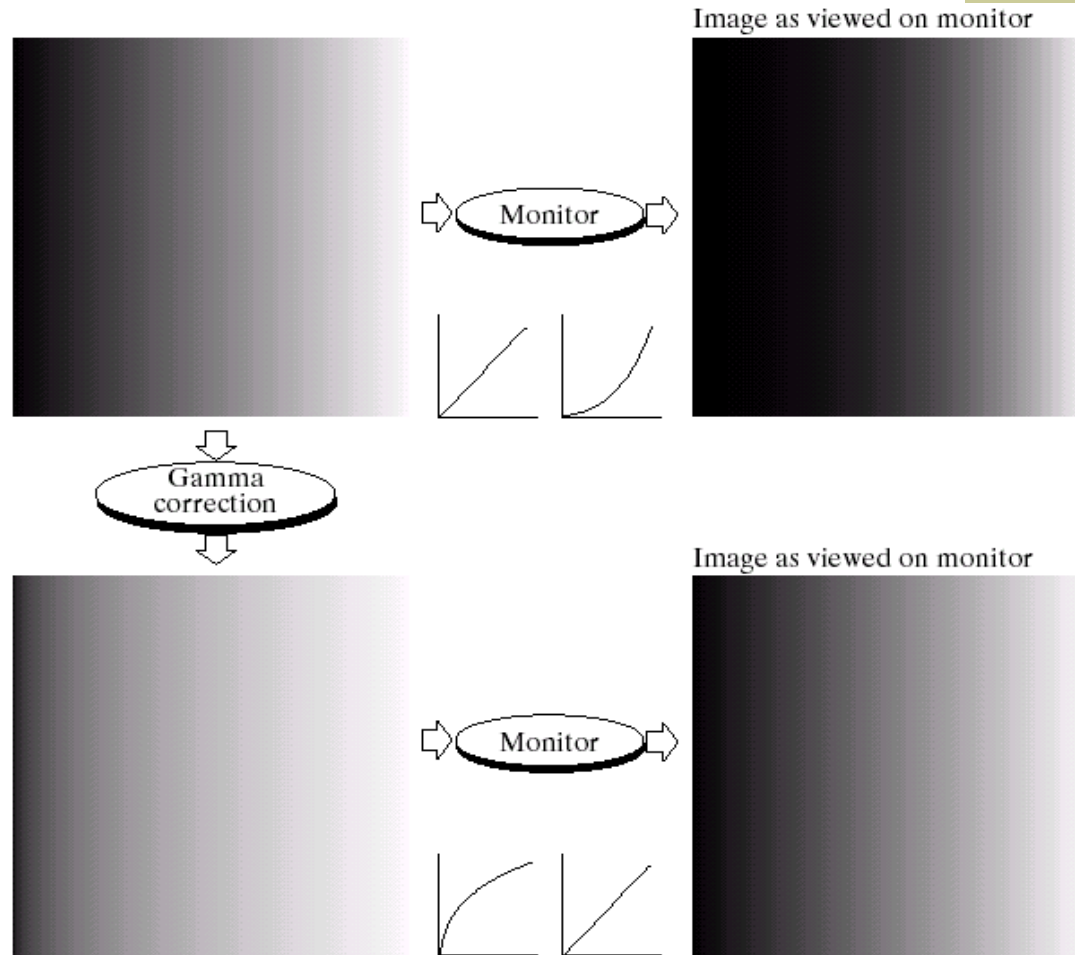 Image as viewed on monitor
Monitor
Gamma
correction
Image as viewed on monitor
Monitor